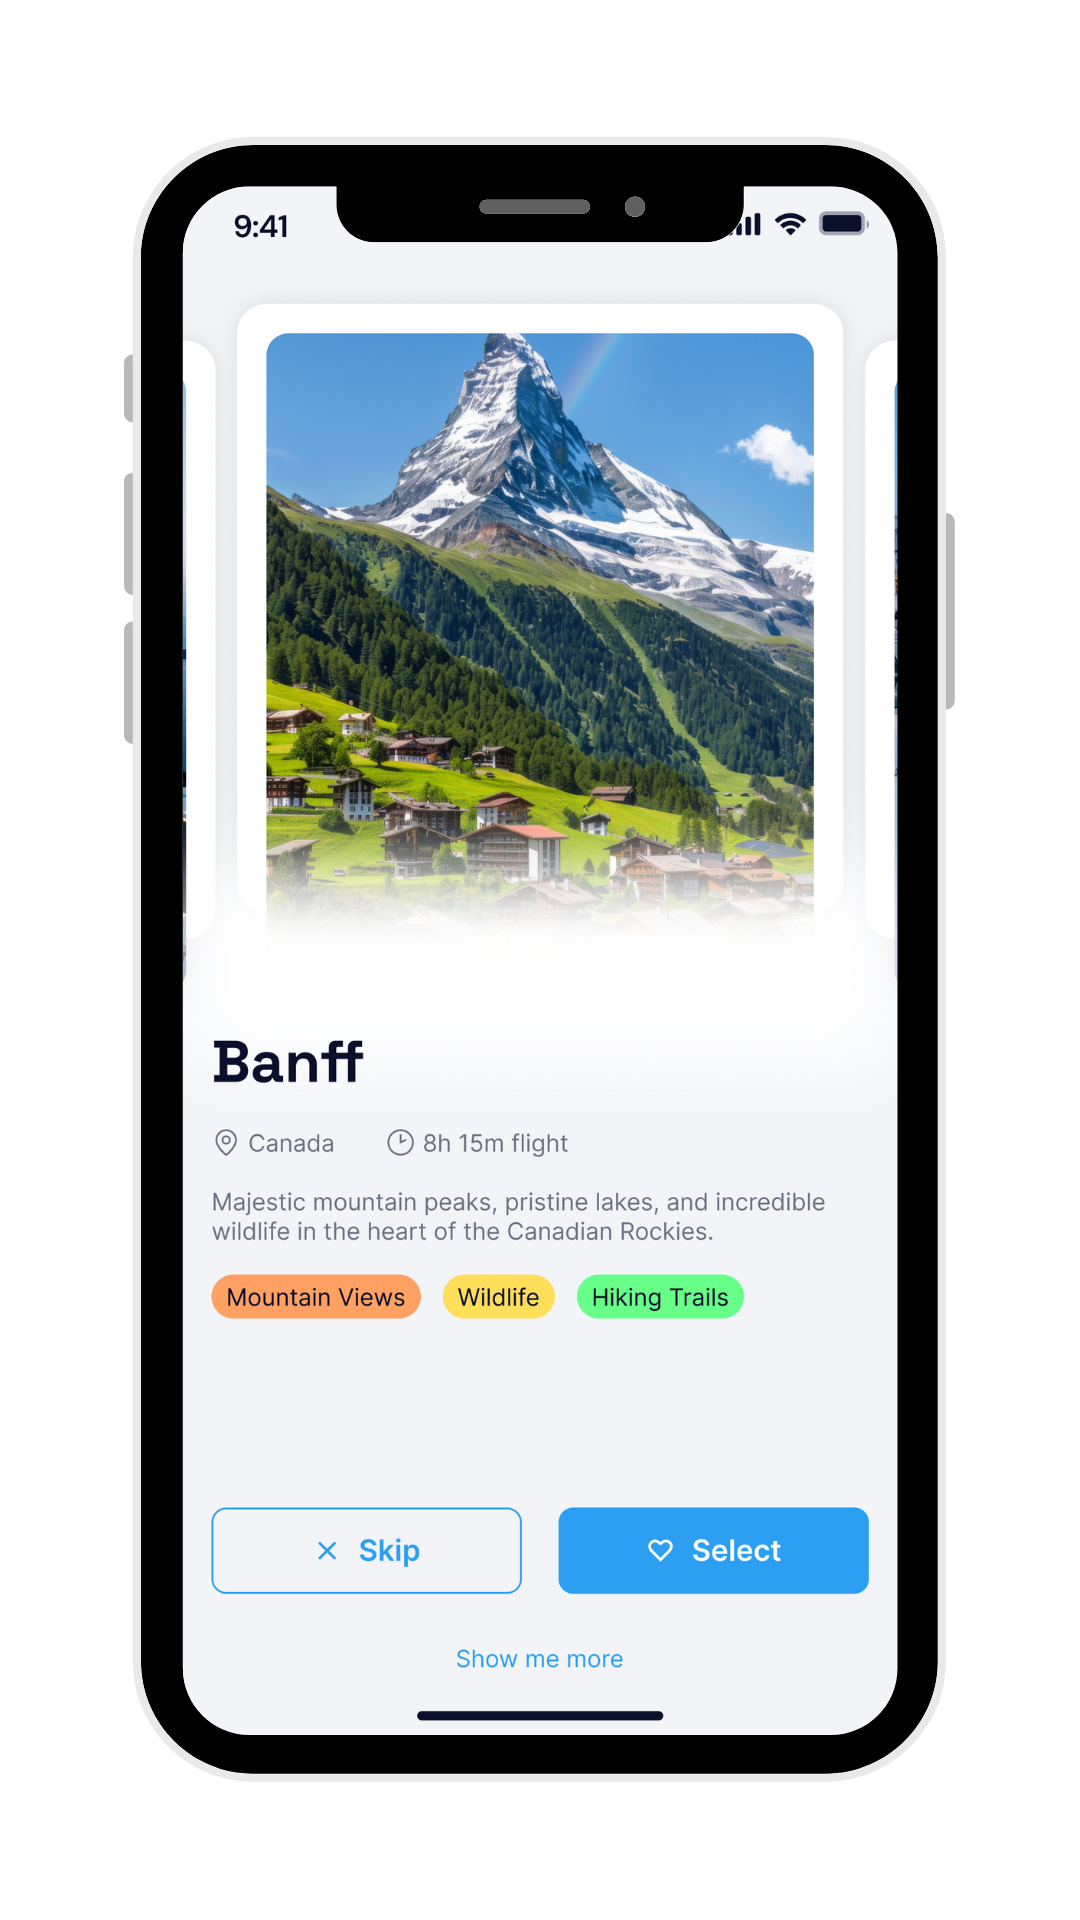 9:41
Banff
Canada
8h 15m flight
Majestic mountain peaks, pristine lakes, and incredible
wildlife in the heart of the Canadian Rockies.
Mountain Views
Wildlife
Hiking Trails
Skip
Select
Show me more